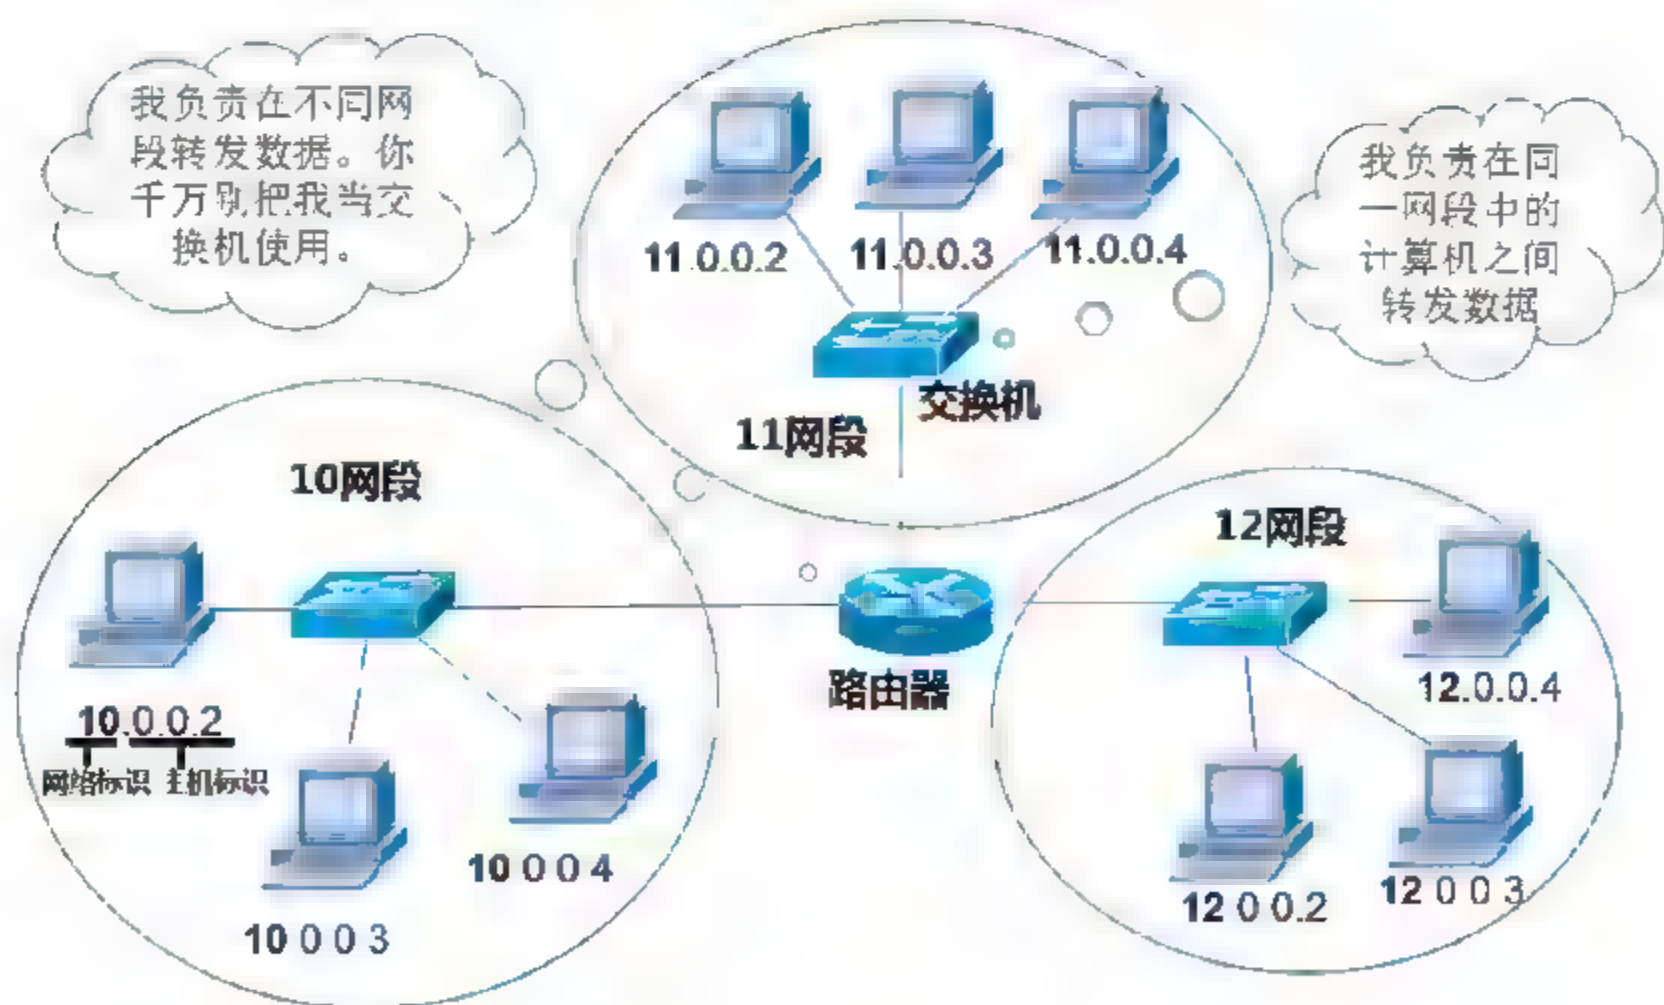 我负责在不同网
段转发数据。你
千万别把我当交
换机使用。
我负责在同
一网段中的
计算机之间
转发数据
11.0.0.2
11.0.0.3
11.0.0.4
交换机
11网段
10网段
12网段
路由器
10.0.0.2
网络标识 主机标识
10 0 0 3
10 0 0 4
12.0.0.4
12 0 0.2
12 0 0 3